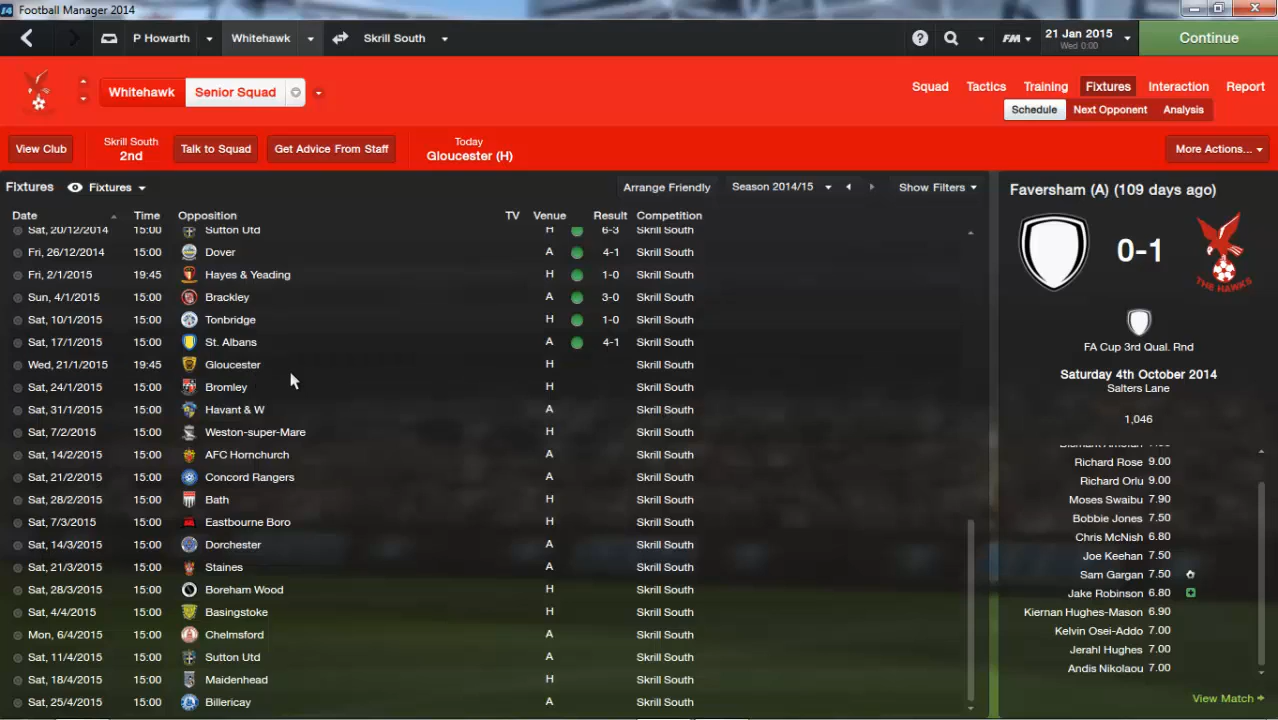 14 Football Manager 2014
P Howarth Whitehawk Skrill South ? FM 21 Jan 2015 Wed 0:00 Continue
Whitehawk Senior Squad Squad Tactics Training Fixtures Interaction Report
Schedule Next Opponent Analysis
View Club Skrill South 2nd Talk to Squad Get Advice From Staff Today Gloucester (H) More Actions...
Fixtures Fixtures Arrange Friendly Season 2014/15 Show Filters
Date Time Opposition TV Venue Result Competition
Sat, 20/12/2014 15:00 Sutton Utd H 6-3 Skrill South
Fri, 26/12/2014 15:00 Dover A 4-1 Skrill South
Fri, 2/1/2015 19:45 Hayes & Yeading H 1-0 Skrill South
Sun, 4/1/2015 15:00 Brackley A 3-0 Skrill South
Sat, 10/1/2015 15:00 Tonbridge H 1-0 Skrill South
Sat, 17/1/2015 15:00 St. Albans A 4-1 Skrill South
Wed, 21/1/2015 19:45 Gloucester H Skrill South
Sat, 24/1/2015 15:00 Bromley H Skrill South
Sat, 31/1/2015 15:00 Havant & W A Skrill South
Sat, 7/2/2015 15:00 Weston-super-Mare H Skrill South
Sat, 14/2/2015 15:00 AFC Hornchurch A Skrill South
Sat, 21/2/2015 15:00 Concord Rangers A Skrill South
Sat, 28/2/2015 15:00 Bath H Skrill South
Sat, 7/3/2015 15:00 Eastbourne Boro H Skrill South
Sat, 14/3/2015 15:00 Dorchester A Skrill South
Sat, 21/3/2015 15:00 Staines A Skrill South
Sat, 28/3/2015 15:00 Boreham Wood H Skrill South
Sat, 4/4/2015 15:00 Basingstoke H Skrill South
Mon, 6/4/2015 15:00 Chelmsford A Skrill South
Sat, 11/4/2015 15:00 Sutton Utd A Skrill South
Sat, 18/4/2015 15:00 Maidenhead H Skrill South
Sat, 25/4/2015 15:00 Billericay A Skrill South
Faversham (A) (109 days ago)
0-1
THE HAWKS
FA Cup 3rd Qual. Rnd
Saturday 4th October 2014
Salters Lane
1,046
Richard Rose 9.00
Richard Orlu 9.00
Moses Swaibu 7.90
Bobbie Jones 7.50
Chris McNish 6.80
Joe Keehan 7.50
Sam Gargan 7.50
Jake Robinson 6.80
Kiernan Hughes-Mason 6.90
Kelvin Osei-Addo 7.00
Jerahl Hughes 7.00
Andis Nikolaou 7.00
View Match